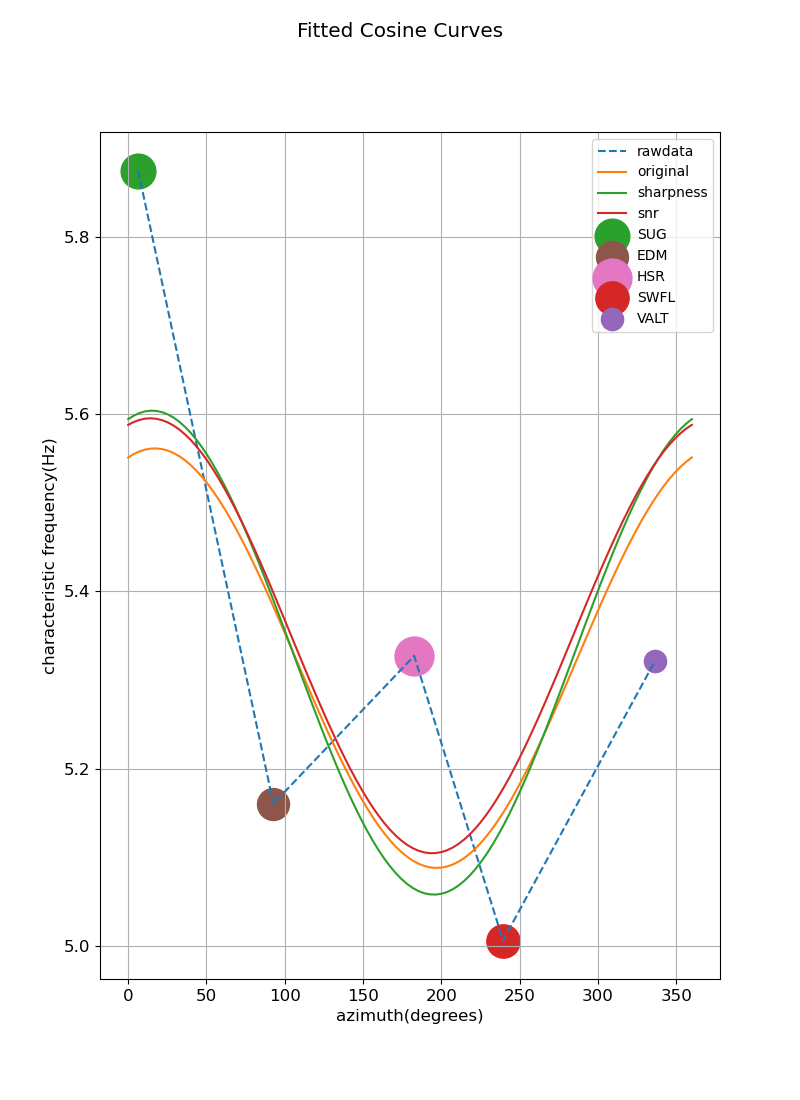 Fitted Cosine Curves
rawdata
original
sharpness
snr
SUG
EDM
HSR
SWFL
VALT
5.8
5.6
5.4
5.2
5.0
characteristic frequency(Hz)
0 50 100 150 200 250 300 350
azimuth(degrees)